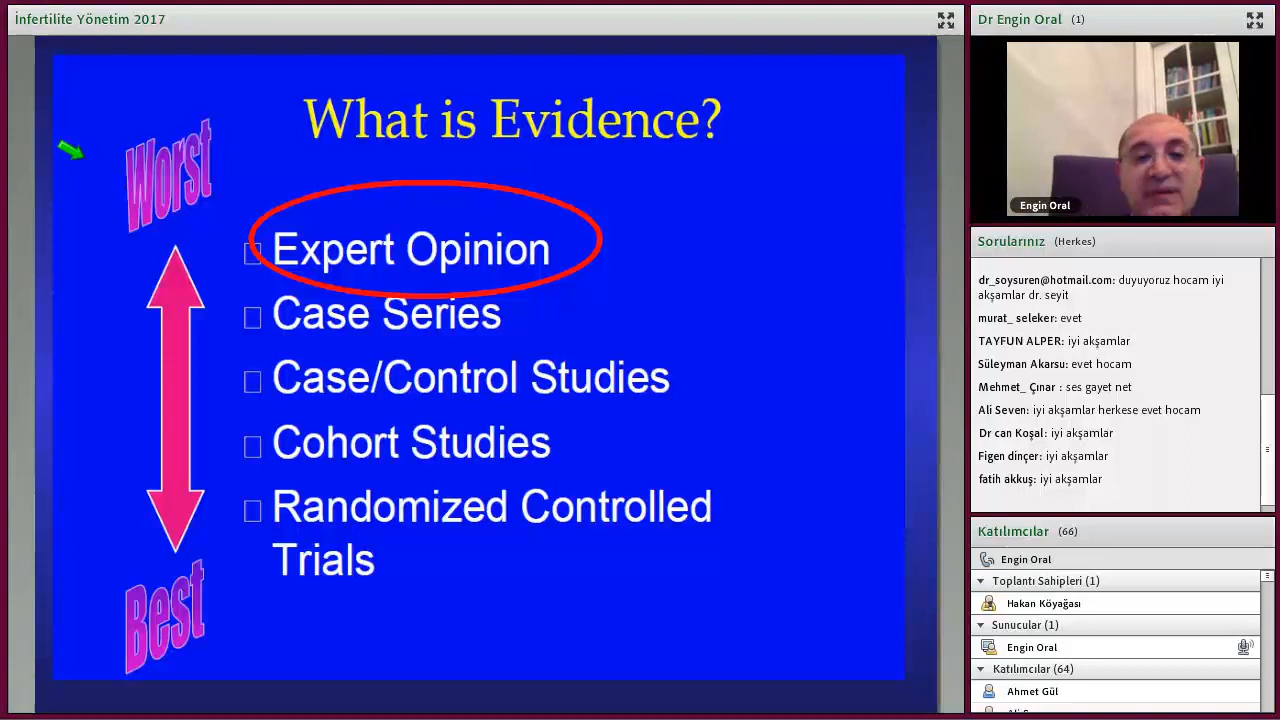 İnfertilite Yönetim 2017
What is Evidence?
Worst
Expert Opinion
Case Series
Case/Control Studies
Cohort Studies
Randomized Controlled
Trials
Best
Dr Engin Oral (1)
Engin Oral
Sorularınız (Herkes)
dr_soysuren@hotmail.com: duyuyoruz hocam iyi
akşamlar dr. seyit
murat_ seleker: evet
TAYFUN ALPER: iyi akşamlar
Süleyman Akarsu: evet hocam
Mehmet_ Çınar : ses gayet net
Ali Seven: iyi akşamlar herkese evet hocam
Dr can Koşal: iyi akşamlar
Figen dinçer: iyi akşamlar
fatih akkuş: iyi akşamlar
Katılımcılar (66)
Engin Oral
Toplantı Sahipleri (1)
Hakan Köyağası
Sunucular (1)
Engin Oral
Katılımcılar (64)
Ahmet Gül